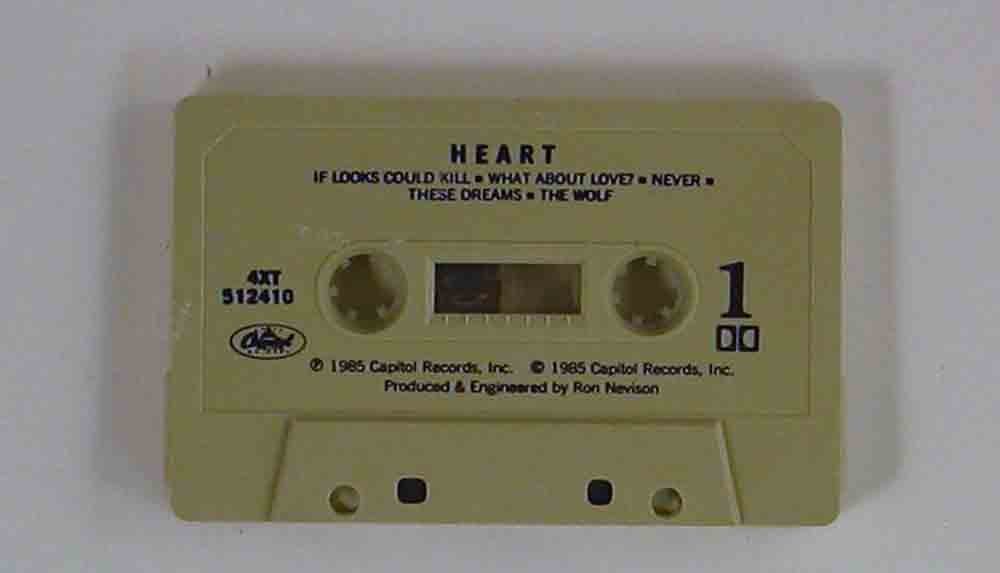 HEART
IF LOOKS COULD KILL ▪ WHAT ABOUT LOVE? ▪ NEVER ▪
THESE DREAMS ▪ THE WOLF
4XT
512410
1
Capitol
℗ 1985 Capitol Records, Inc. © 1985 Capitol Records, Inc.
Produced & Engineered by Ron Nevison